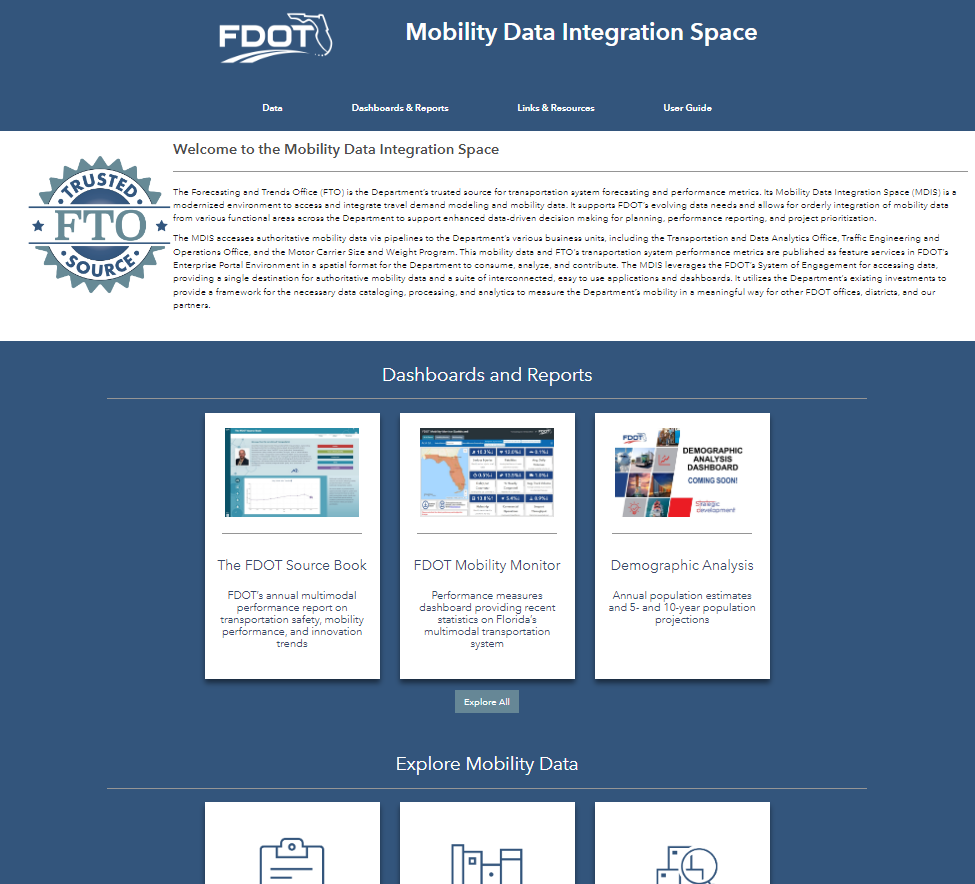 FDOT
Mobility Data Integration Space
Data
Dashboards & Reports
Links & Resources
User Guide
TRUSTED
FTO
SOURCE
Welcome to the Mobility Data Integration Space
The Forecasting and Trends Office (FTO) is the Department's trusted source for transportation system forecasting and performance metrics. Its Mobility Data Integration Space (MDIS) is a
modernized environment to access and integrate travel demand modeling and mobility data. It supports FDOT's evolving data needs and allows for orderly integration of mobility data
from various functional areas across the Department to support enhanced data-driven decision making for planning, performance reporting, and project prioritization.
The MDIS accesses authoritative mobility data via pipelines to the Department's various business units, including the Transportation and Data Analytics Office, Traffic Engineering and
Operations Office, and the Motor Carrier Size and Weight Program. This mobility data and FTO's transportation system performance metrics are published as feature services in FDOT's
Enterprise Portal Environment in a spatial format for the Department to consume, analyze, and contribute. The MDIS leverages the FDOT's System of Engagement for accessing data,
providing a single destination for authoritative mobility data and a suite of interconnected, easy to use applications and dashboards. It utilizes the Department's existing investments to
provide a framework for the necessary data cataloging, processing, and analytics to measure the Department's mobility in a meaningful way for other FDOT offices, districts, and our
partners.
Dashboards and Reports
The FDOT Source Book
FDOT's annual multimodal
performance report on
transportation safety, mobility
performance, and innovation
trends
FDOT Mobility Monitor
Performance measures
dashboard providing recent
statistics on Florida's
multimodal transportation
system
FDOT
DEMOGRAPHIC
ANALYSIS
DASHBOARD
COMING SOON!
Strategic
Development
Demographic Analysis
Annual population estimates
and 5- and 10-year population
projections
Explore All
Explore Mobility Data